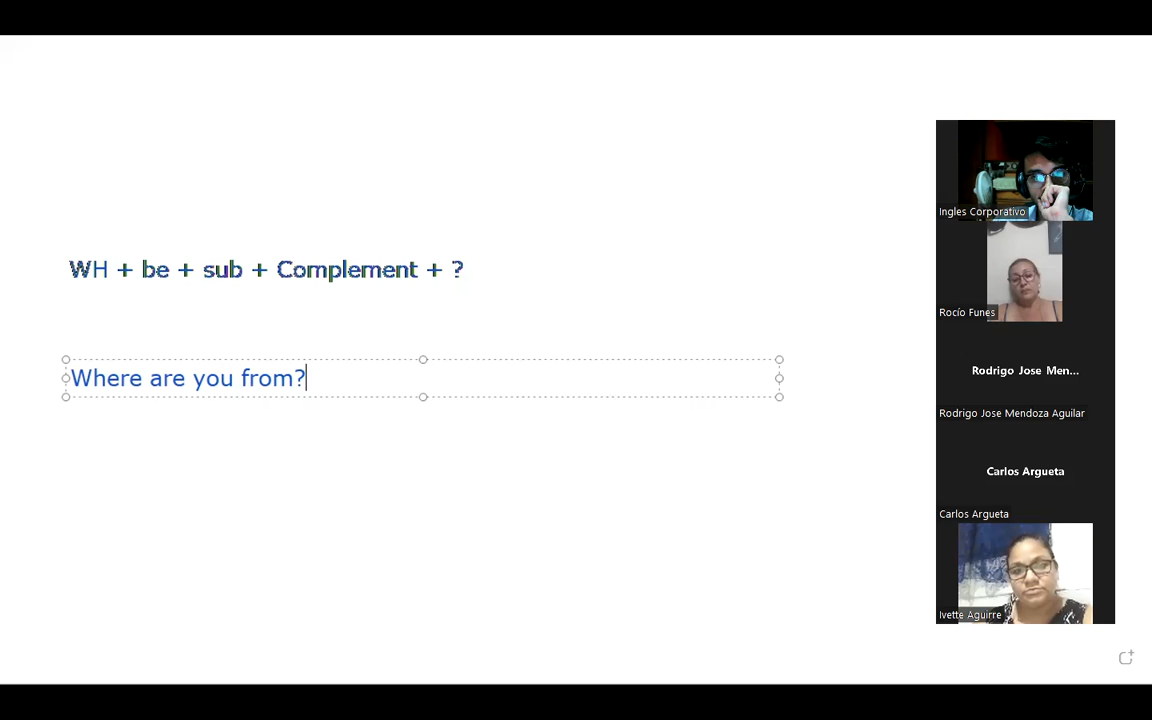 WH + be + sub + Complement + ?
Where are you from?
Ingles Corporativo
Rocío Funes
Rodrigo Jose Men...
Rodrigo Jose Mendoza Aguilar
Carlos Argueta
Carlos Argueta
Ivette Aguirre